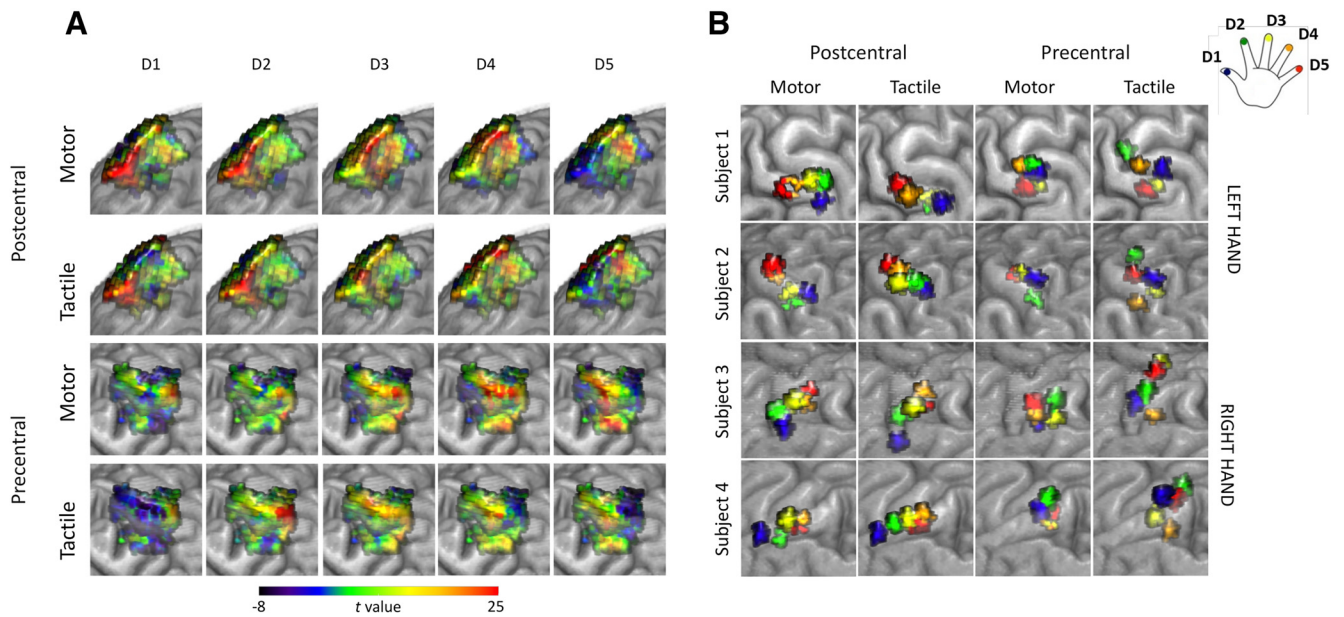 A
D1 D2 D3 D4 D5
Postcentral
Motor
Tactile
Precentral
Motor
Tactile
-8 t value 25
B
D1 D2 D3 D4 D5
Postcentral Precentral
Motor Tactile Motor Tactile
Subject 1
Subject 2
LEFT HAND
Subject 3
Subject 4
RIGHT HAND